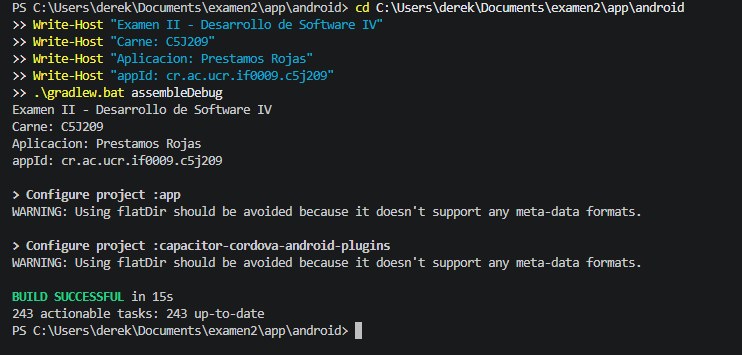 PS C:\Users\derek\Documents\examen2\app\android> cd C:\Users\derek\Documents\examen2\app\android
>> Write-Host "Examen II - Desarrollo de Software IV"
>> Write-Host "Carne: C5J209"
>> Write-Host "Aplicacion: Prestamos Rojas"
>> Write-Host "appId: cr.ac.ucr.if0009.c5j209"
>> .\gradlew.bat assembleDebug
Examen II - Desarrollo de Software IV
Carne: C5J209
Aplicacion: Prestamos Rojas
appId: cr.ac.ucr.if0009.c5j209
> Configure project :app
WARNING: Using flatDir should be avoided because it doesn't support any meta-data formats.
> Configure project :capacitor-cordova-android-plugins
WARNING: Using flatDir should be avoided because it doesn't support any meta-data formats.
BUILD SUCCESSFUL in 15s
243 actionable tasks: 243 up-to-date
PS C:\Users\derek\Documents\examen2\app\android>